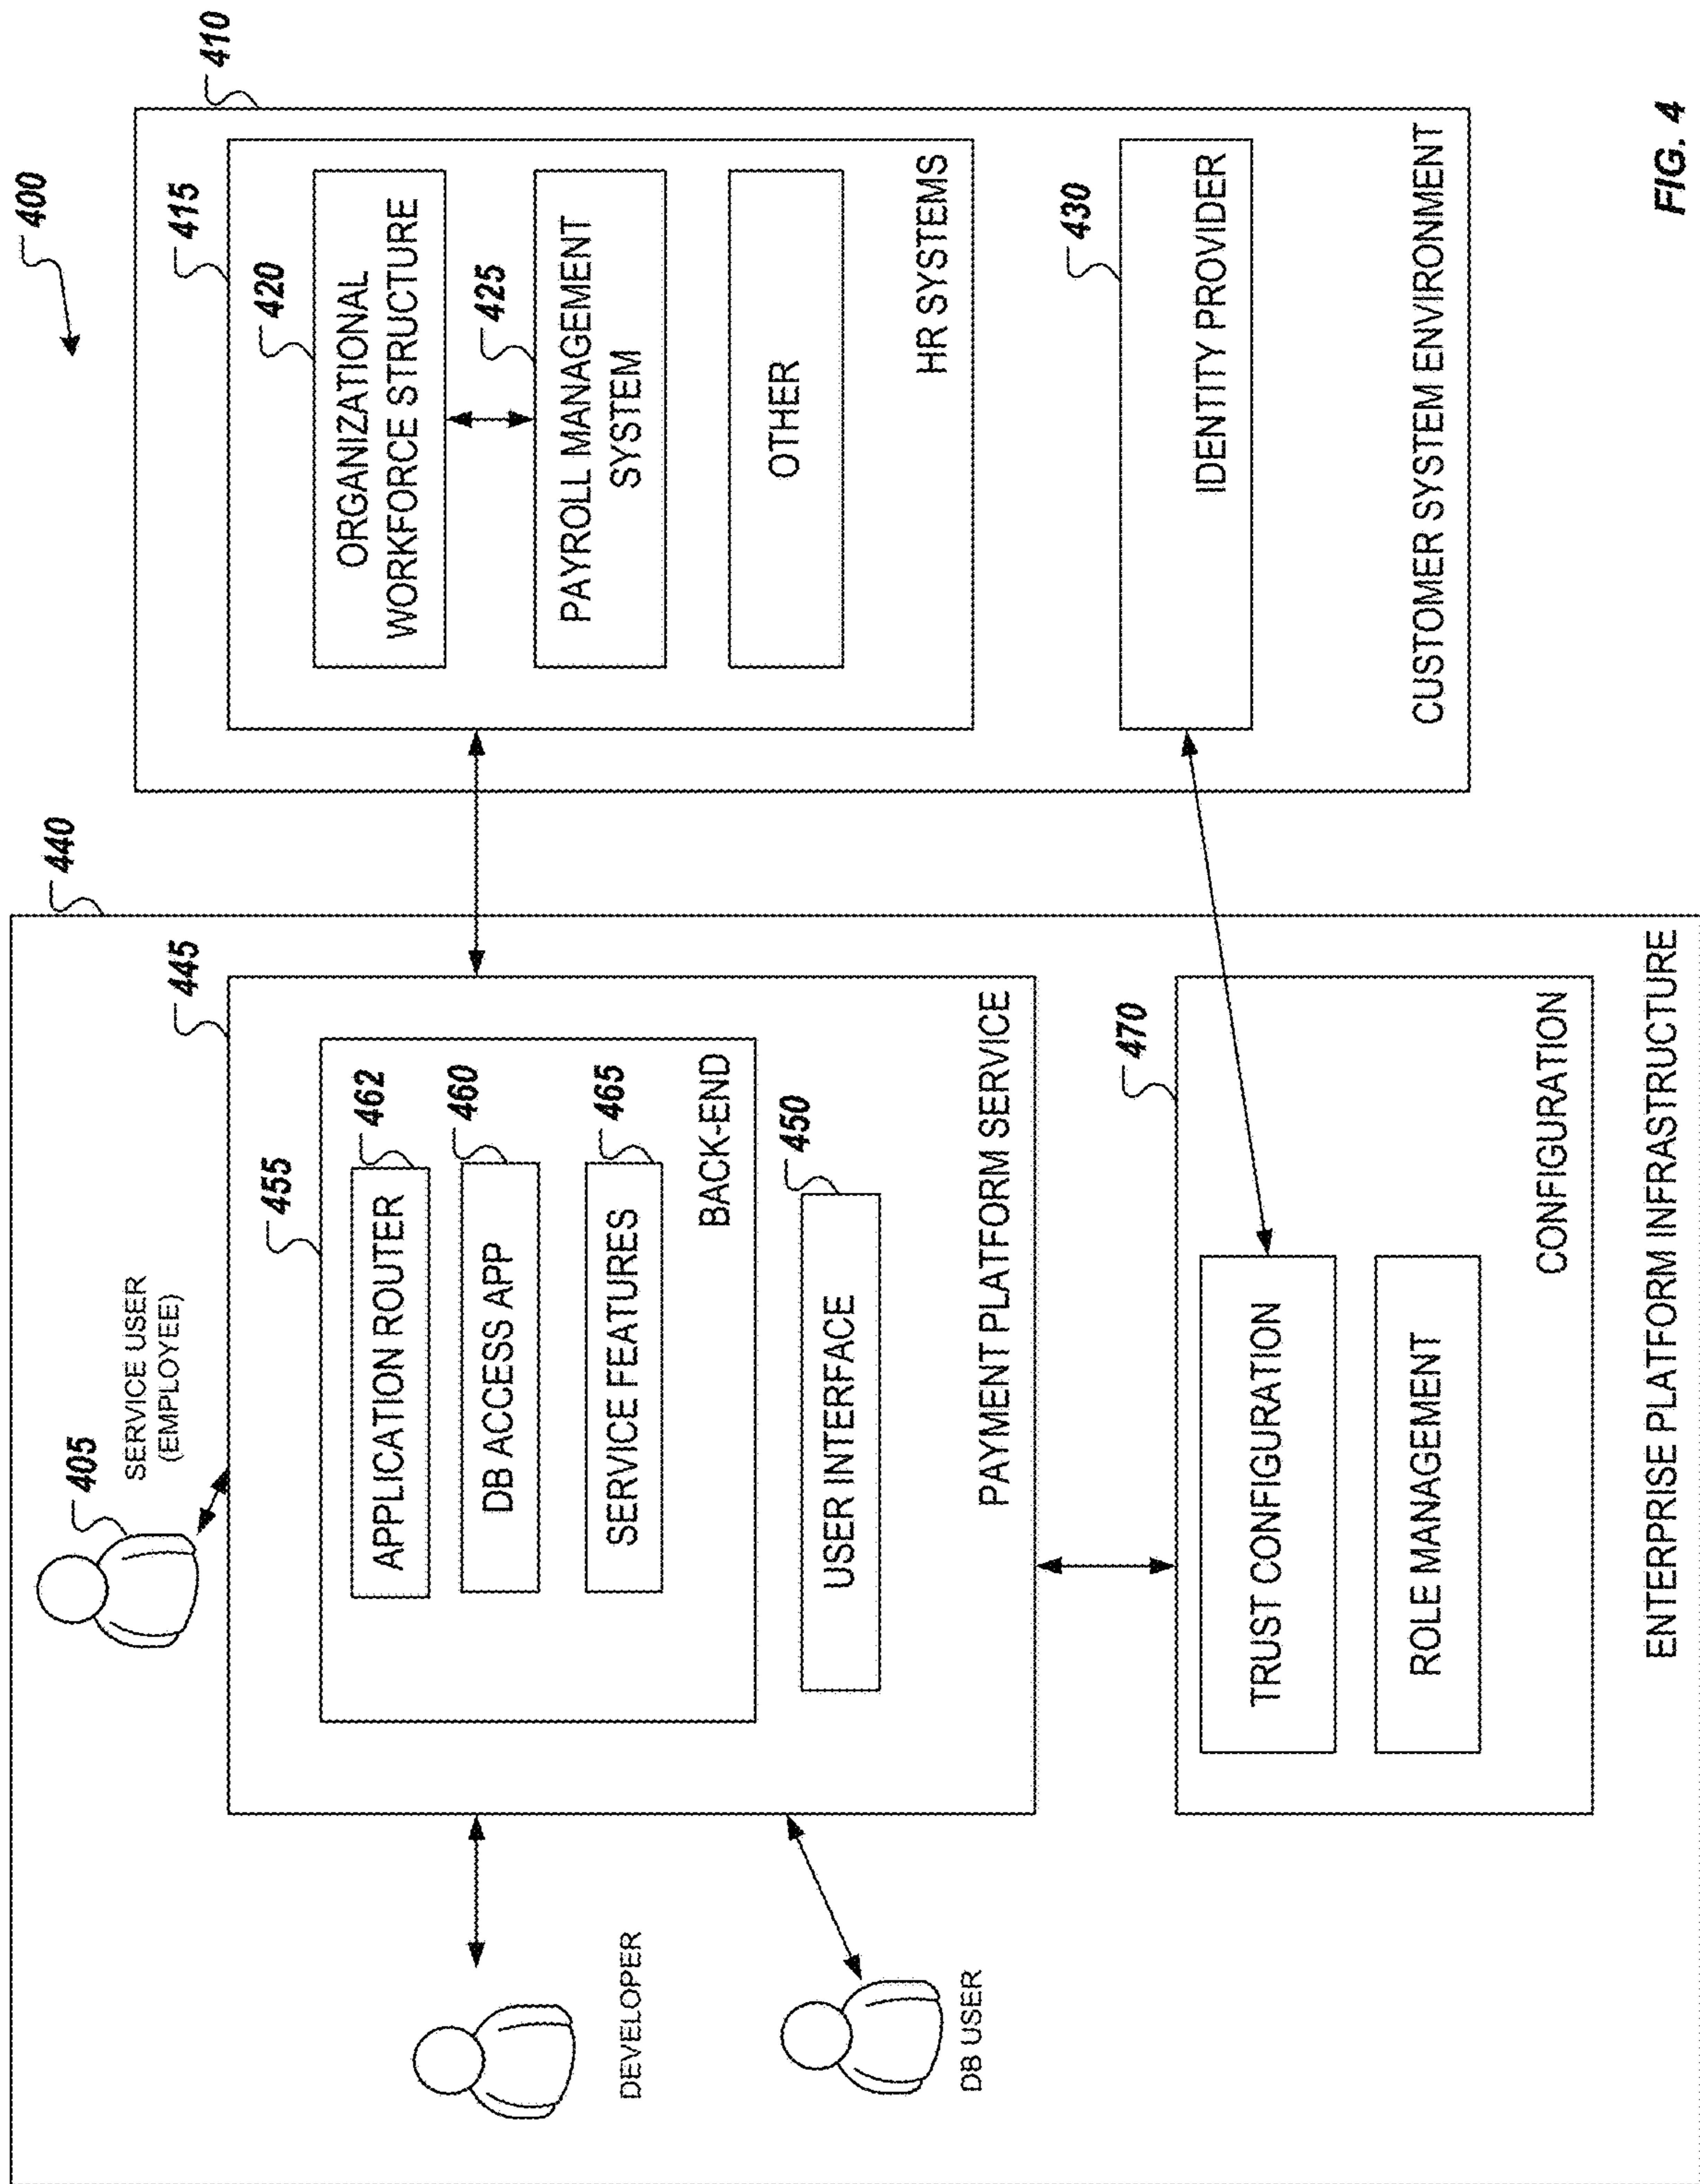 400
405
SERVICE USER
(EMPLOYEE)
440
445
455
APPLICATION ROUTER
462
DB ACCESS APP
460
SERVICE FEATURES
465
BACK-END
USER INTERFACE
450
PAYMENT PLATFORM SERVICE
DEVELOPER
DB USER
470
TRUST CONFIGURATION
ROLE MANAGEMENT
CONFIGURATION
ENTERPRISE PLATFORM INFRASTRUCTURE
410
415
420
ORGANIZATIONAL
WORKFORCE STRUCTURE
425
PAYROLL MANAGEMENT
SYSTEM
OTHER
HR SYSTEMS
430
IDENTITY PROVIDER
CUSTOMER SYSTEM ENVIRONMENT
FIG. 4